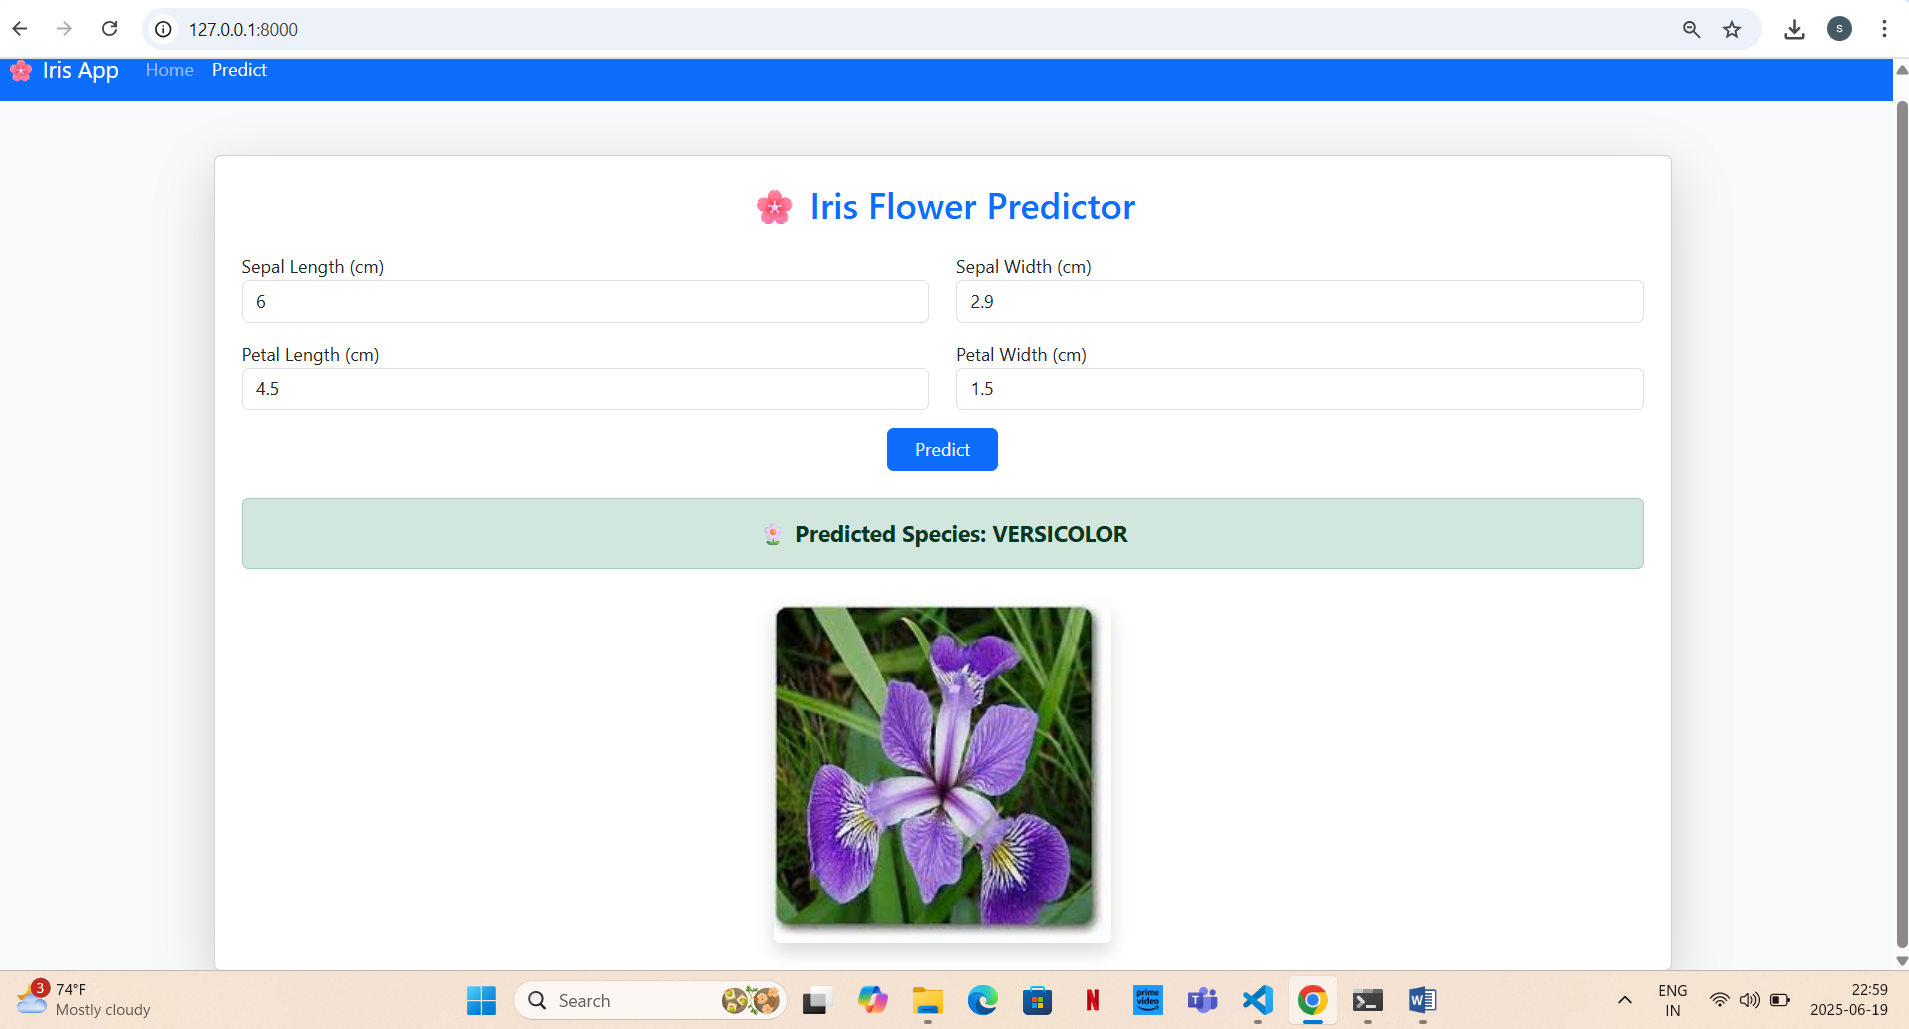 127.0.0.1:8000
S
Iris App Home Predict
Iris Flower Predictor
Sepal Length (cm) Sepal Width (cm)
6 2.9
Petal Length (cm) Petal Width (cm)
4.5 1.5
Predict
Predicted Species: VERSICOLOR
3
74°F
Mostly cloudy
Search
N
prime video
T
W
ENG
IN
22:59
2025-06-19